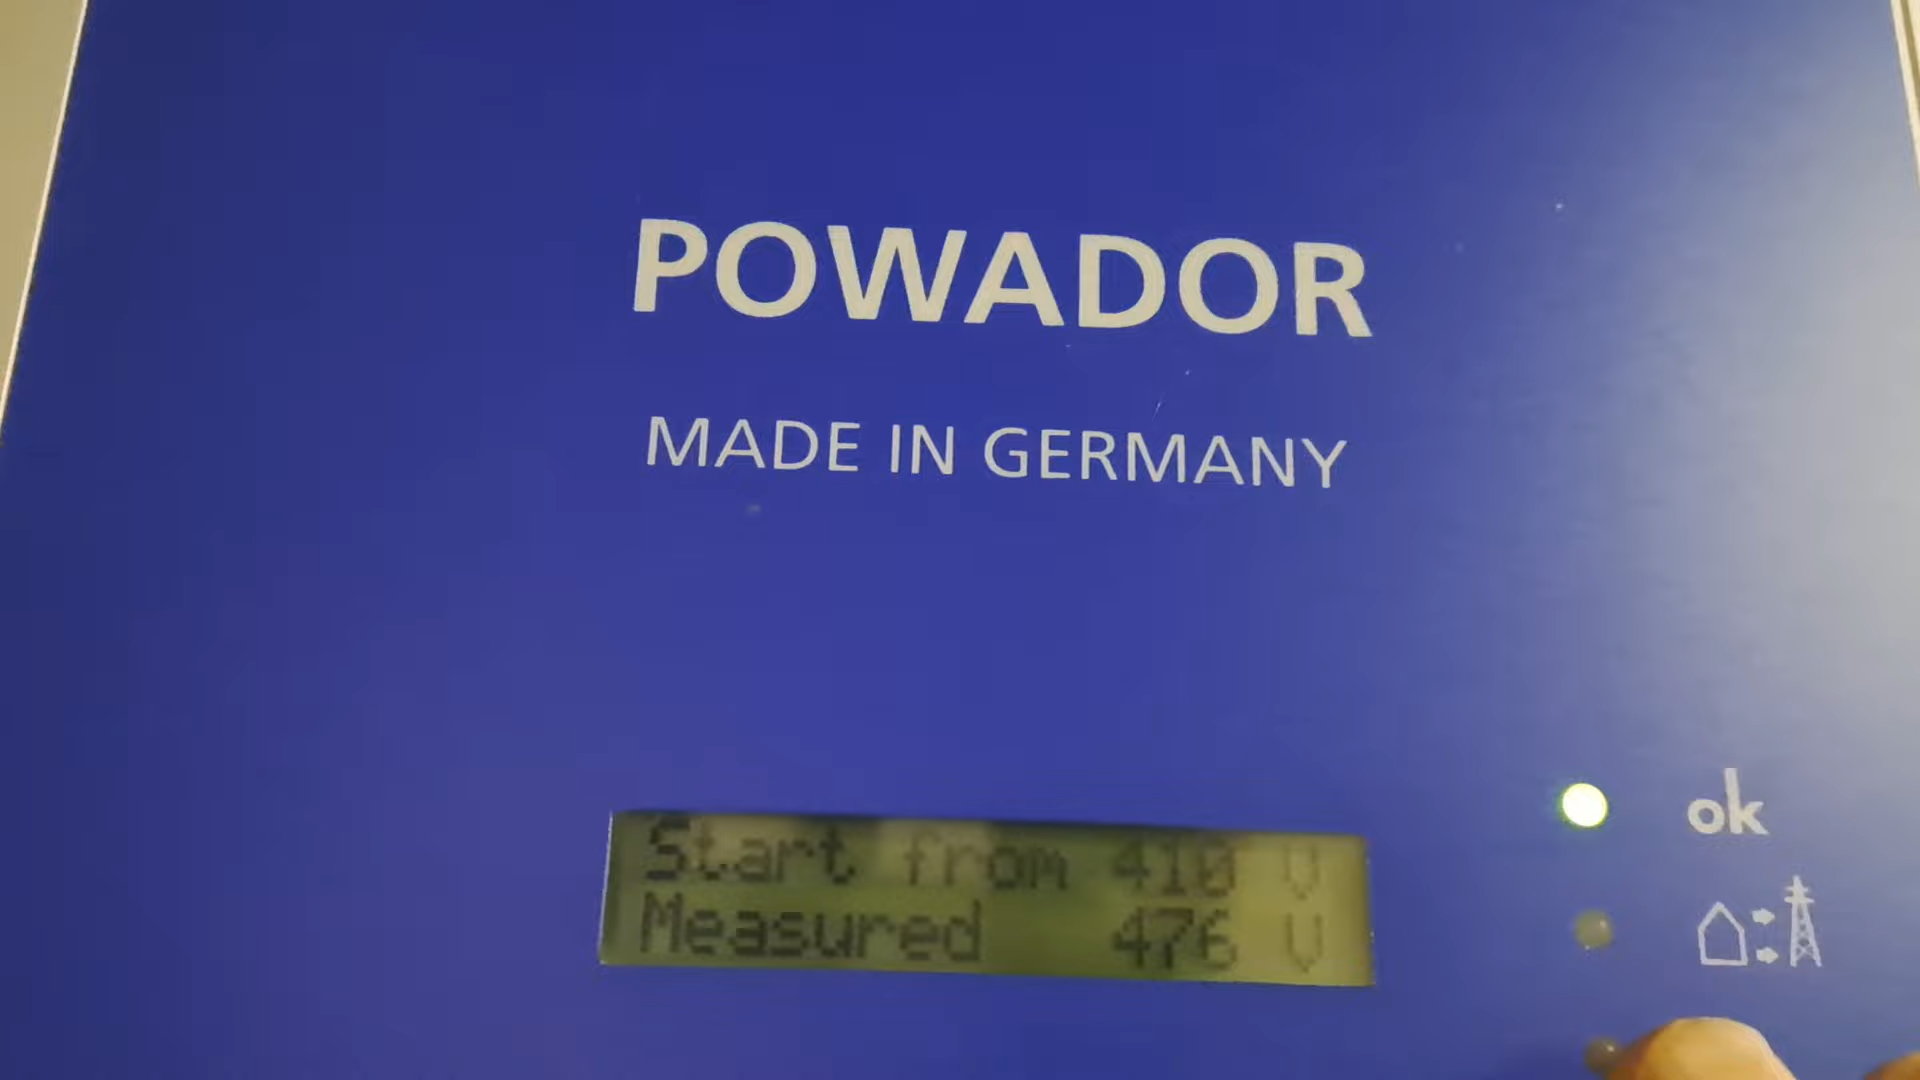 POWADOR
MADE IN GERMANY
Start from 410 V
Measured 476 V
ok